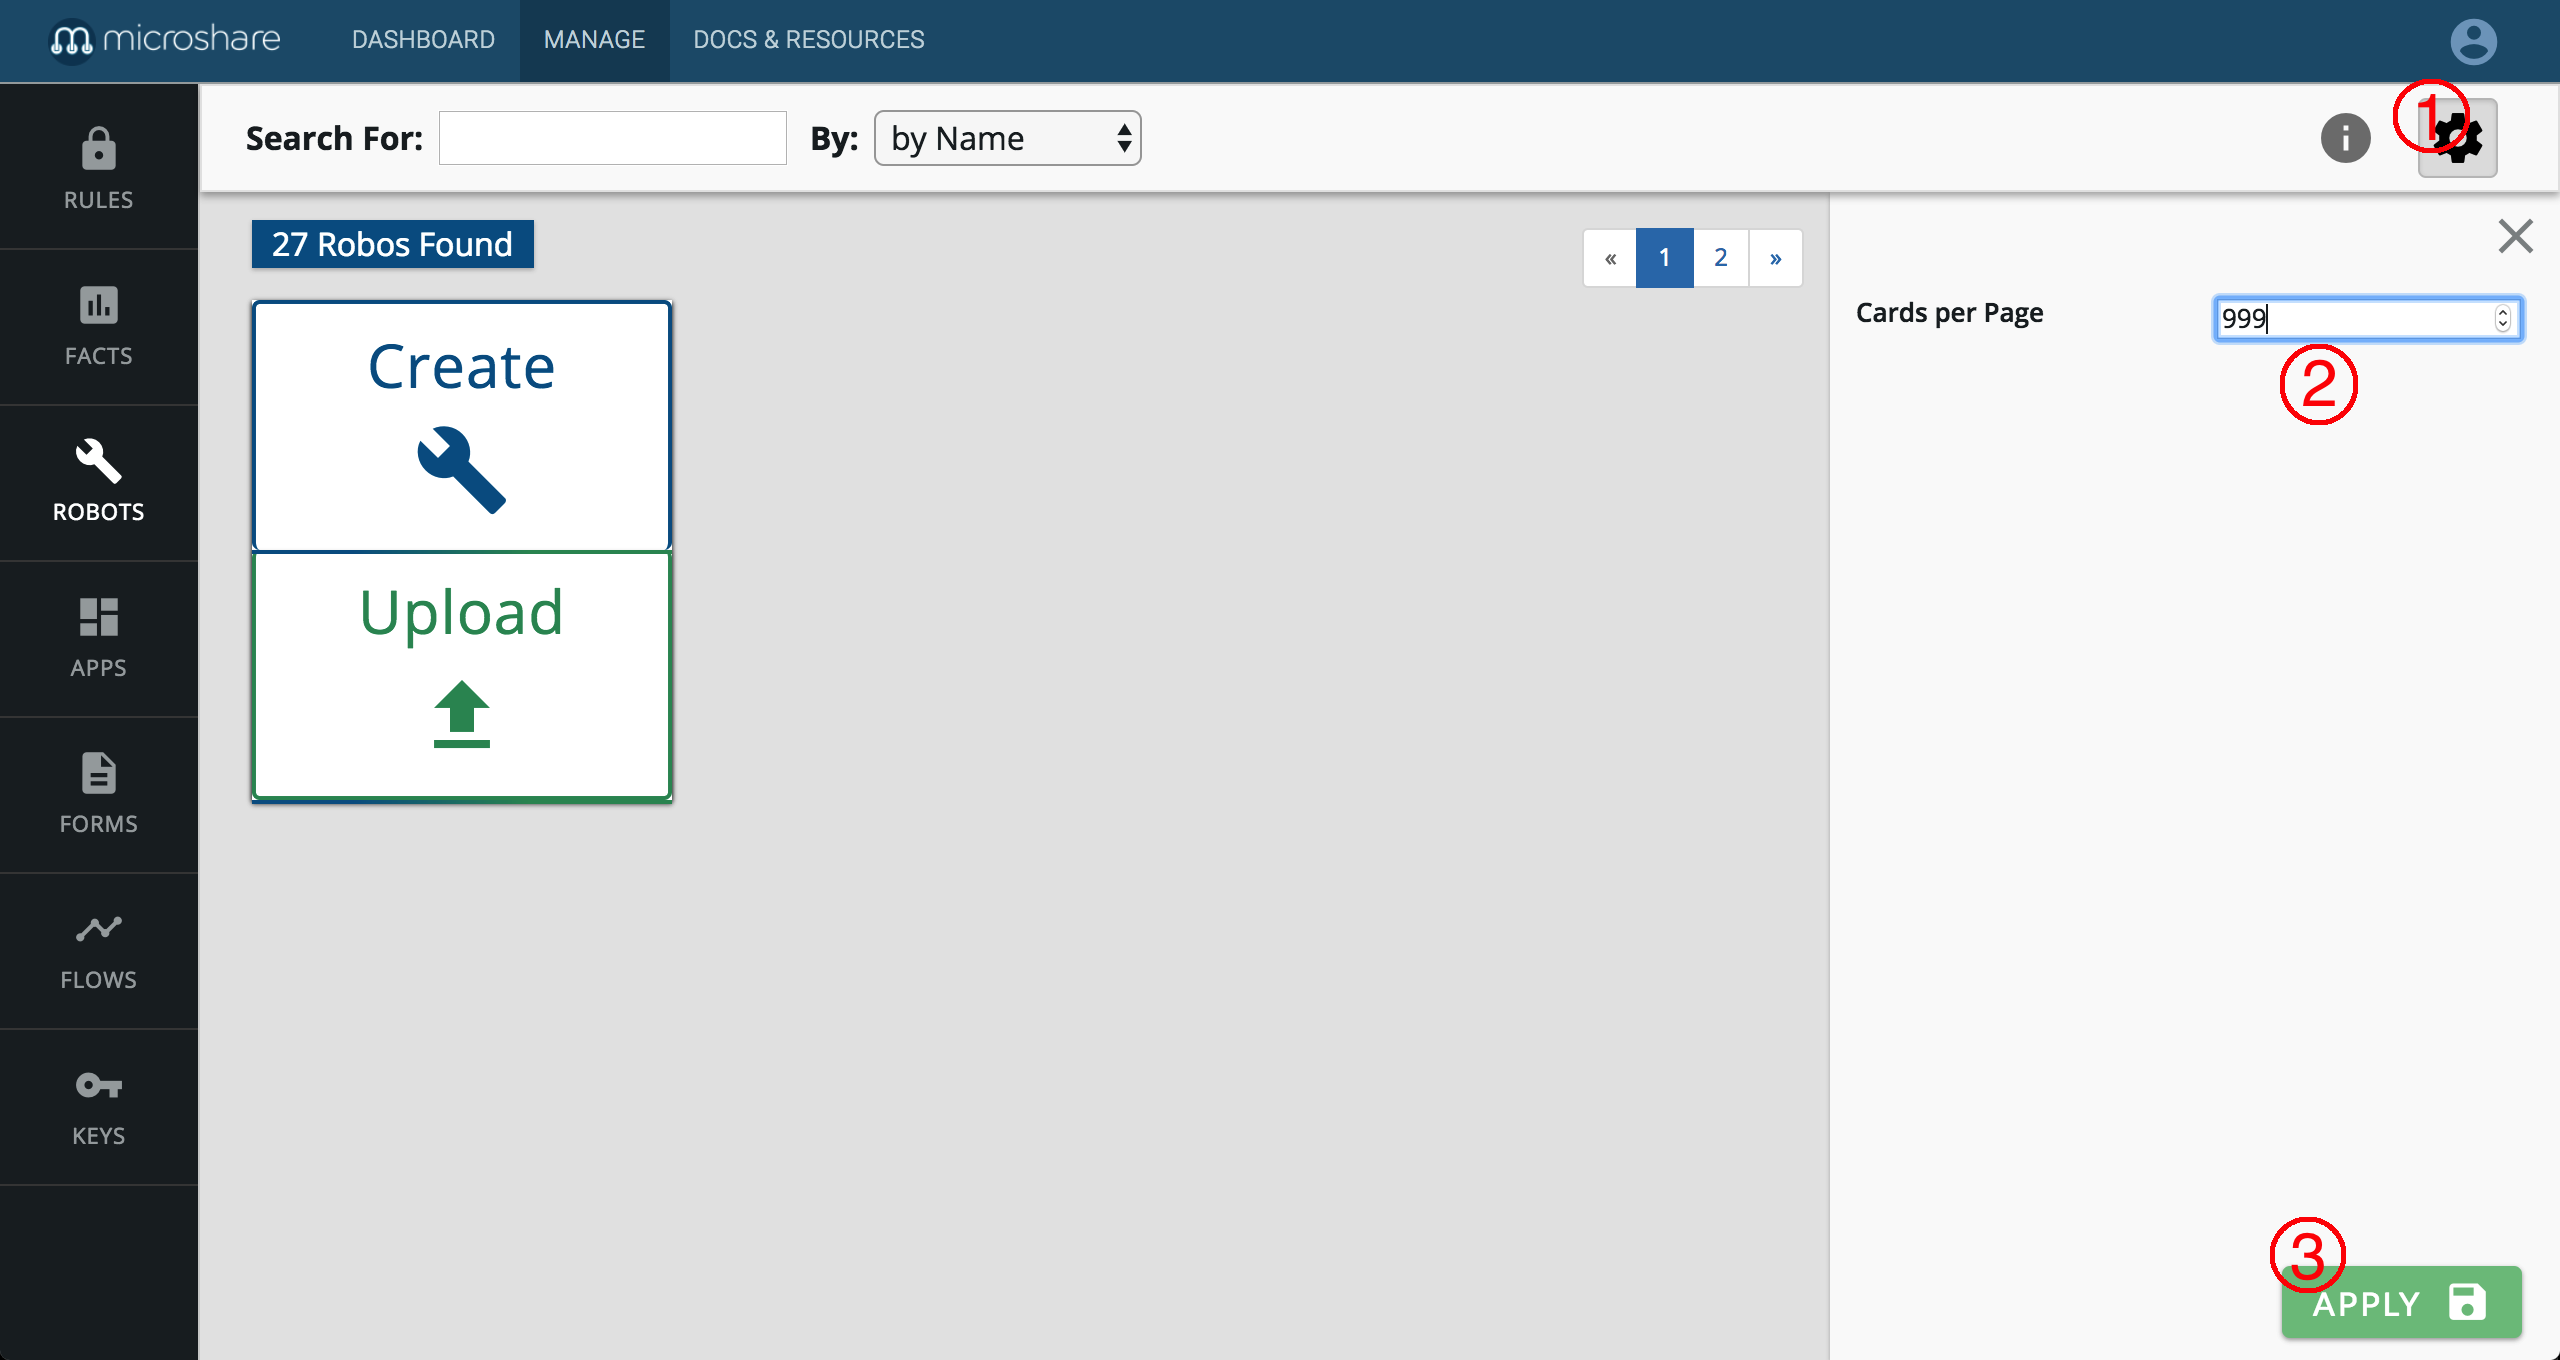 microshare DASHBOARD MANAGE DOCS & RESOURCES
1
Search For: By: by Name
RULES
27 Robos Found
« 1 2 »
Cards per Page 999
2
FACTS
Create
ROBOTS
Upload
APPS
FORMS
FLOWS
KEYS
3
APPLY